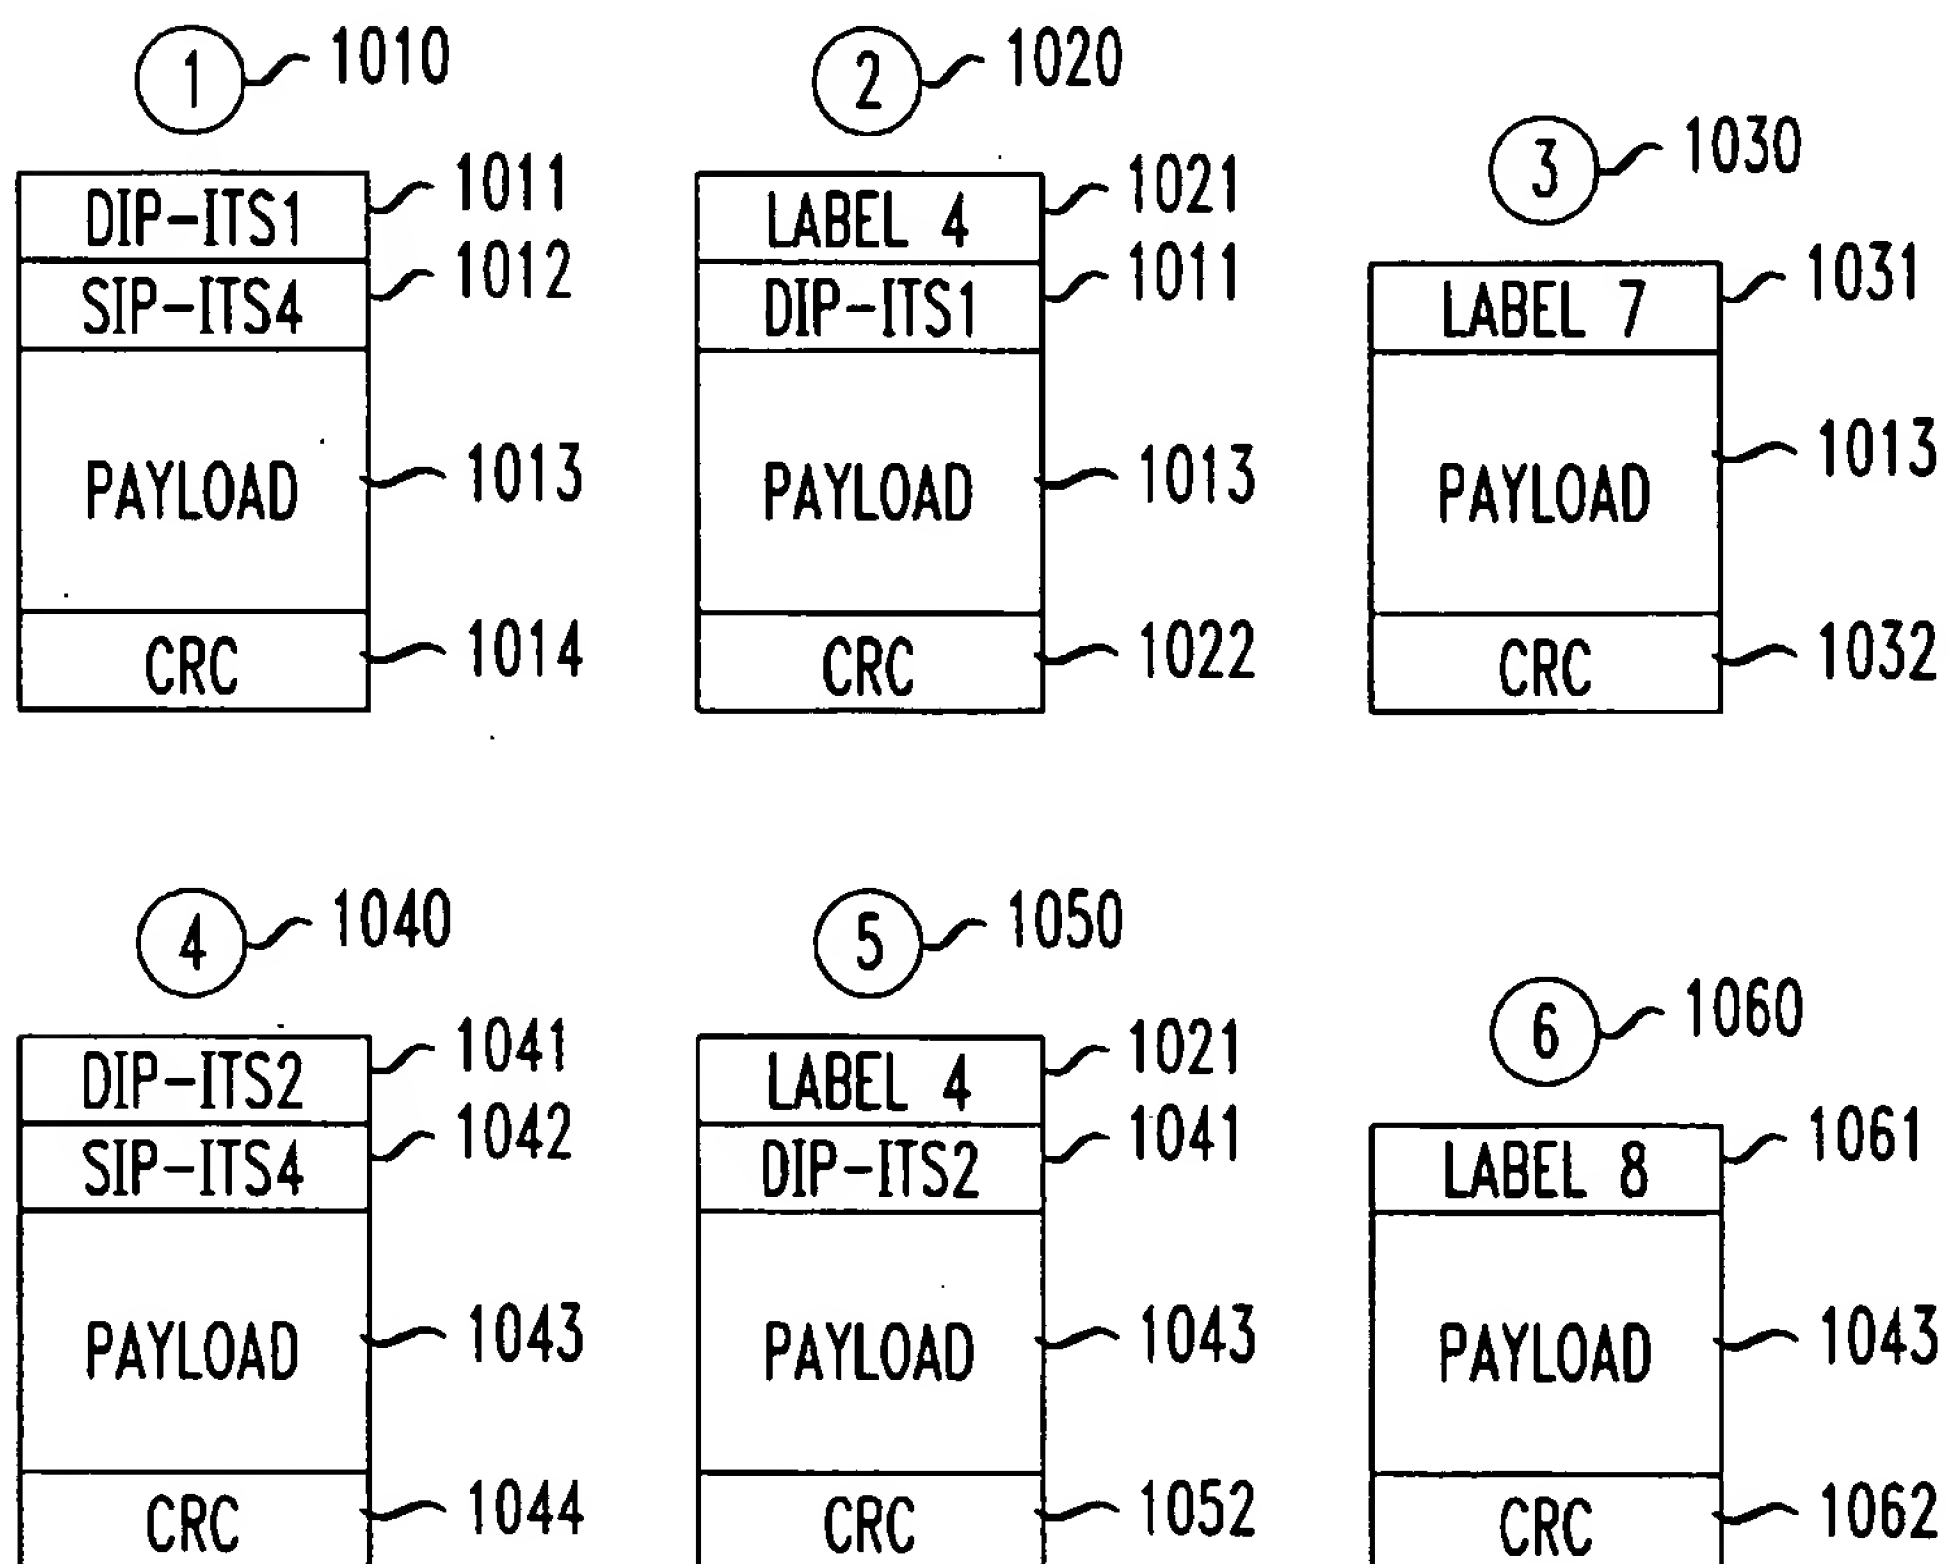 1 1010
DIP-ITS1 1011
SIP-ITS4 1012
PAYLOAD 1013
CRC 1014
2 1020
LABEL 4 1021
DIP-ITS1 1011
PAYLOAD 1013
CRC 1022
3 1030
LABEL 7 1031
PAYLOAD 1013
CRC 1032
4 1040
DIP-ITS2 1041
SIP-ITS4 1042
PAYLOAD 1043
CRC 1044
5 1050
LABEL 4 1021
DIP-ITS2 1041
PAYLOAD 1043
CRC 1052
6 1060
LABEL 8 1061
PAYLOAD 1043
CRC 1062